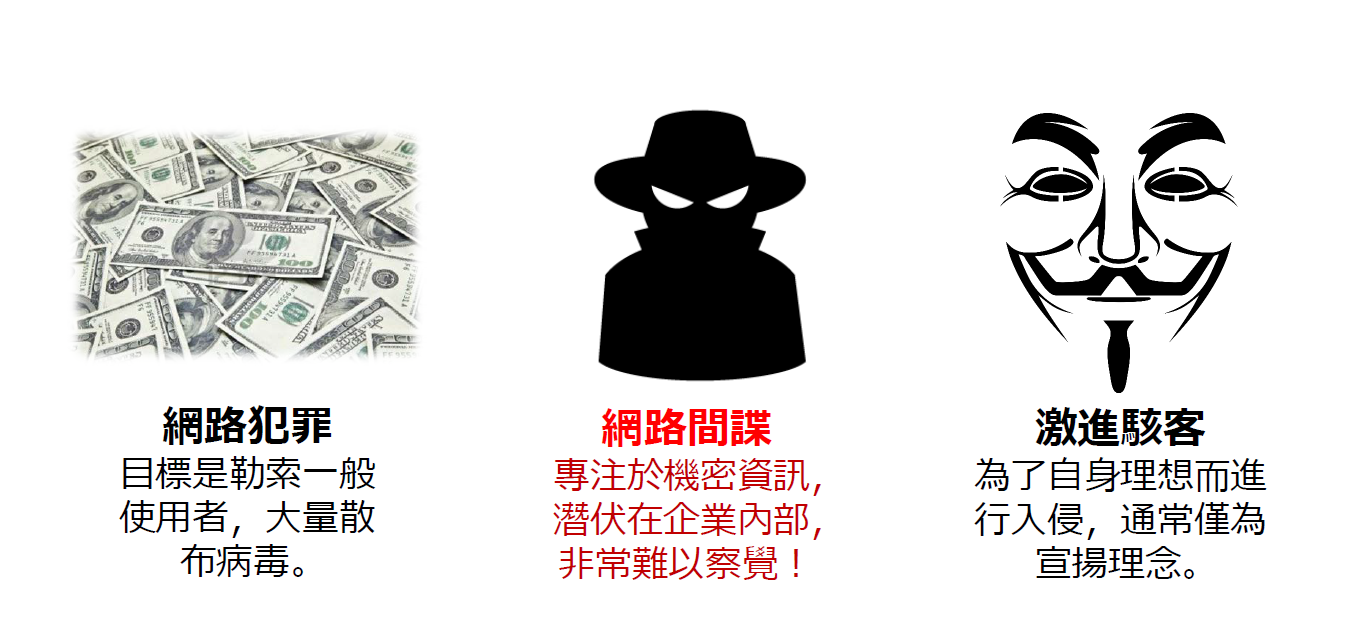 網路犯罪
目標是勒索一般
使用者，大量散
布病毒。
網路間諜
專注於機密資訊，
潛伏在企業內部，
非常難以察覺！
激進駭客
為了自身理想而進
行入侵，通常僅為
宣揚理念。